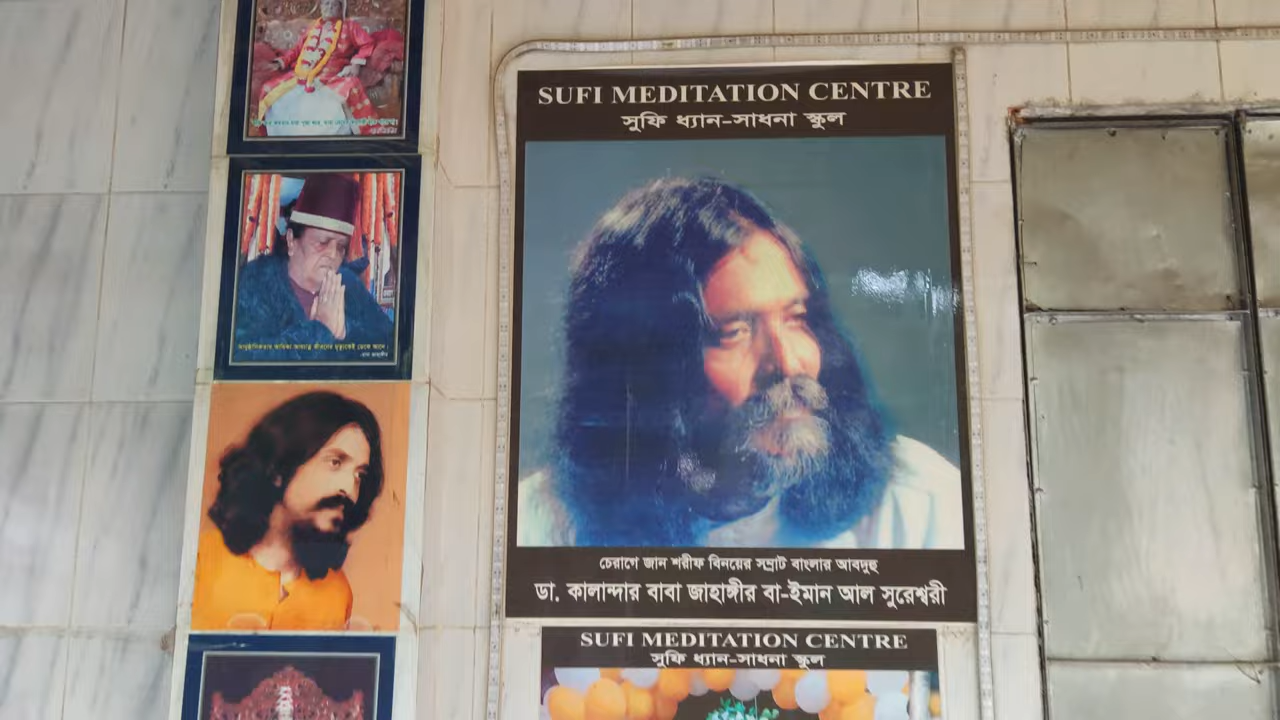 SUFI MEDITATION CENTRE
সুফি ধ্যান-সাধনা স্কুল
চেরাগে জান শরীফ বিনয়ের সম্রাট বাংলার আবদুহু
ডা. কালান্দার বাবা জাহাঙ্গীর বা-ইমান আল সুরেশ্বরী
SUFI MEDITATION CENTRE
সুফি ধ্যান-সাধনা স্কুল